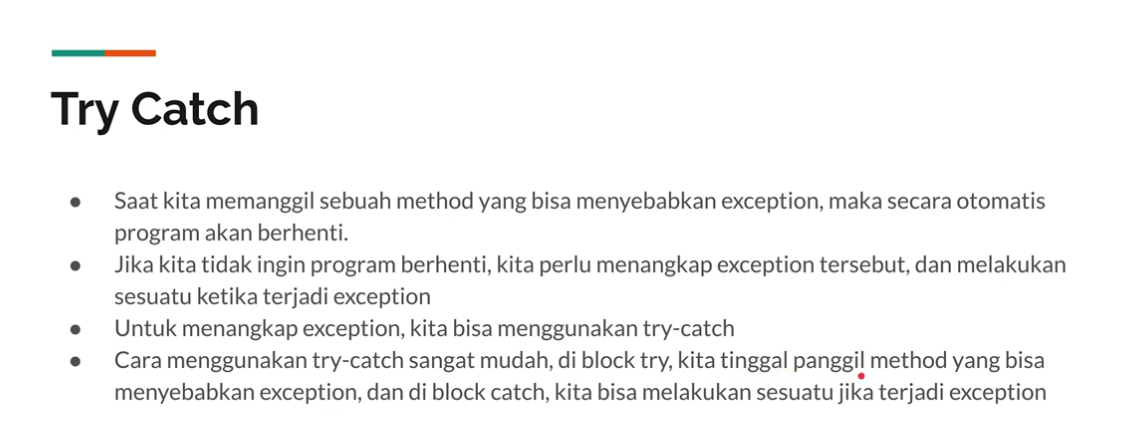 Try Catch
● Saat kita memanggil sebuah method yang bisa menyebabkan exception, maka secara otomatis
program akan berhenti.
● Jika kita tidak ingin program berhenti, kita perlu menangkap exception tersebut, dan melakukan
sesuatu ketika terjadi exception
● Untuk menangkap exception, kita bisa menggunakan try-catch
● Cara menggunakan try-catch sangat mudah, di block try, kita tinggal panggil method yang bisa
menyebabkan exception, dan di block catch, kita bisa melakukan sesuatu jika terjadi exception